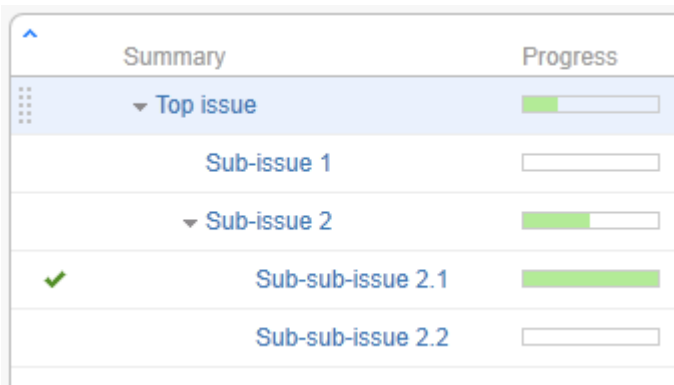 Summary Progress
Top issue
Sub-issue 1
Sub-issue 2
Sub-sub-issue 2.1
Sub-sub-issue 2.2